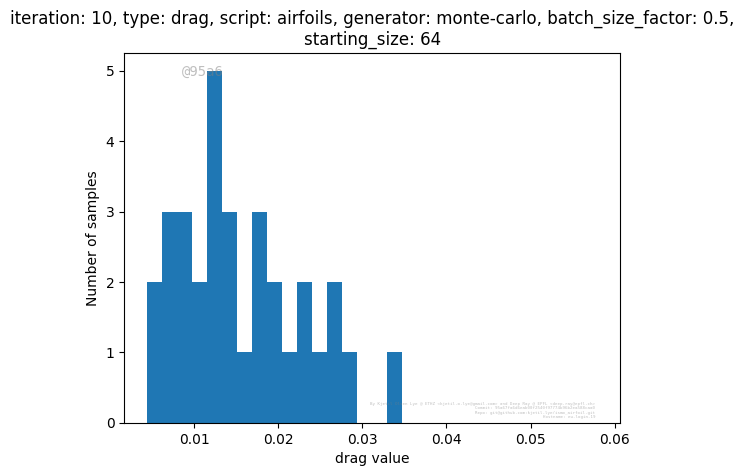 iteration: 10, type: drag, script: airfoils, generator: monte-carlo, batch_size_factor: 0.5,
starting_size: 64
@95a6
5
4
3
2
1
0
Number of samples
0.01 0.02 0.03 0.04 0.05 0.06
drag value